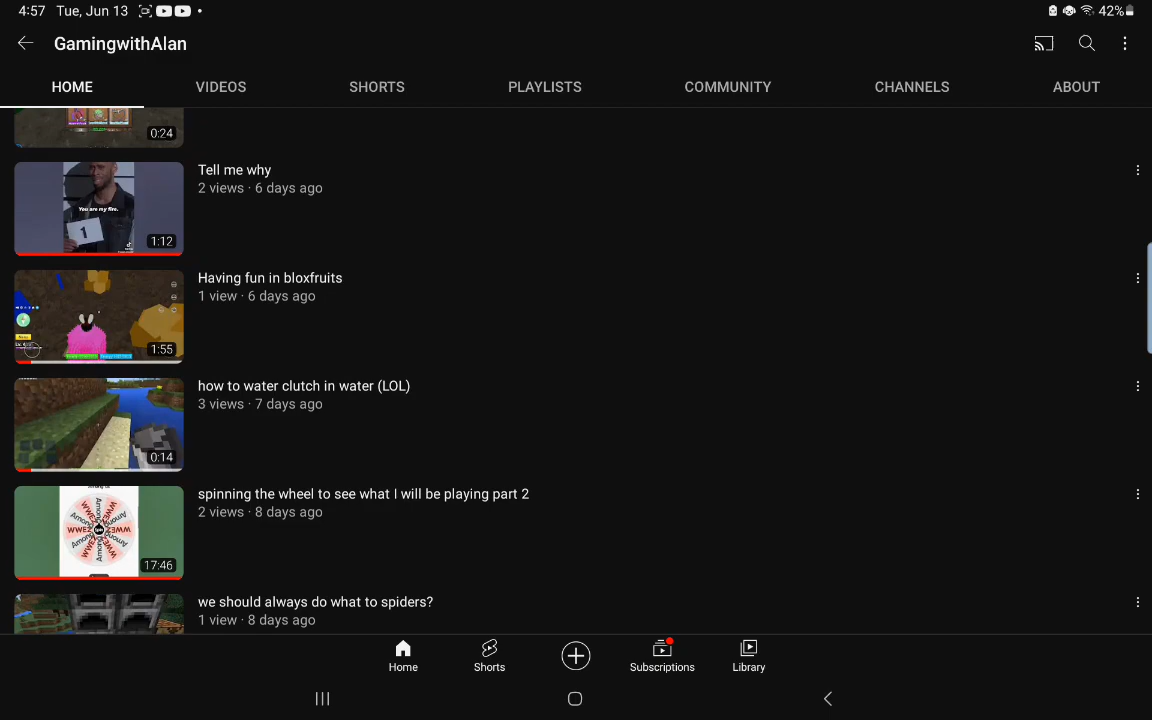 4:57 Tue, Jun 13
42%
GamingwithAlan
HOME VIDEOS SHORTS PLAYLISTS COMMUNITY CHANNELS ABOUT
0:24
Tell me why
2 views · 6 days ago
You are my fire.
1
1:12
Having fun in bloxfruits
1 view · 6 days ago
1:55
how to water clutch in water (LOL)
3 views · 7 days ago
0:14
spinning the wheel to see what I will be playing part 2
2 views · 8 days ago
17:46
we should always do what to spiders?
1 view · 8 days ago
Home Shorts Subscriptions Library